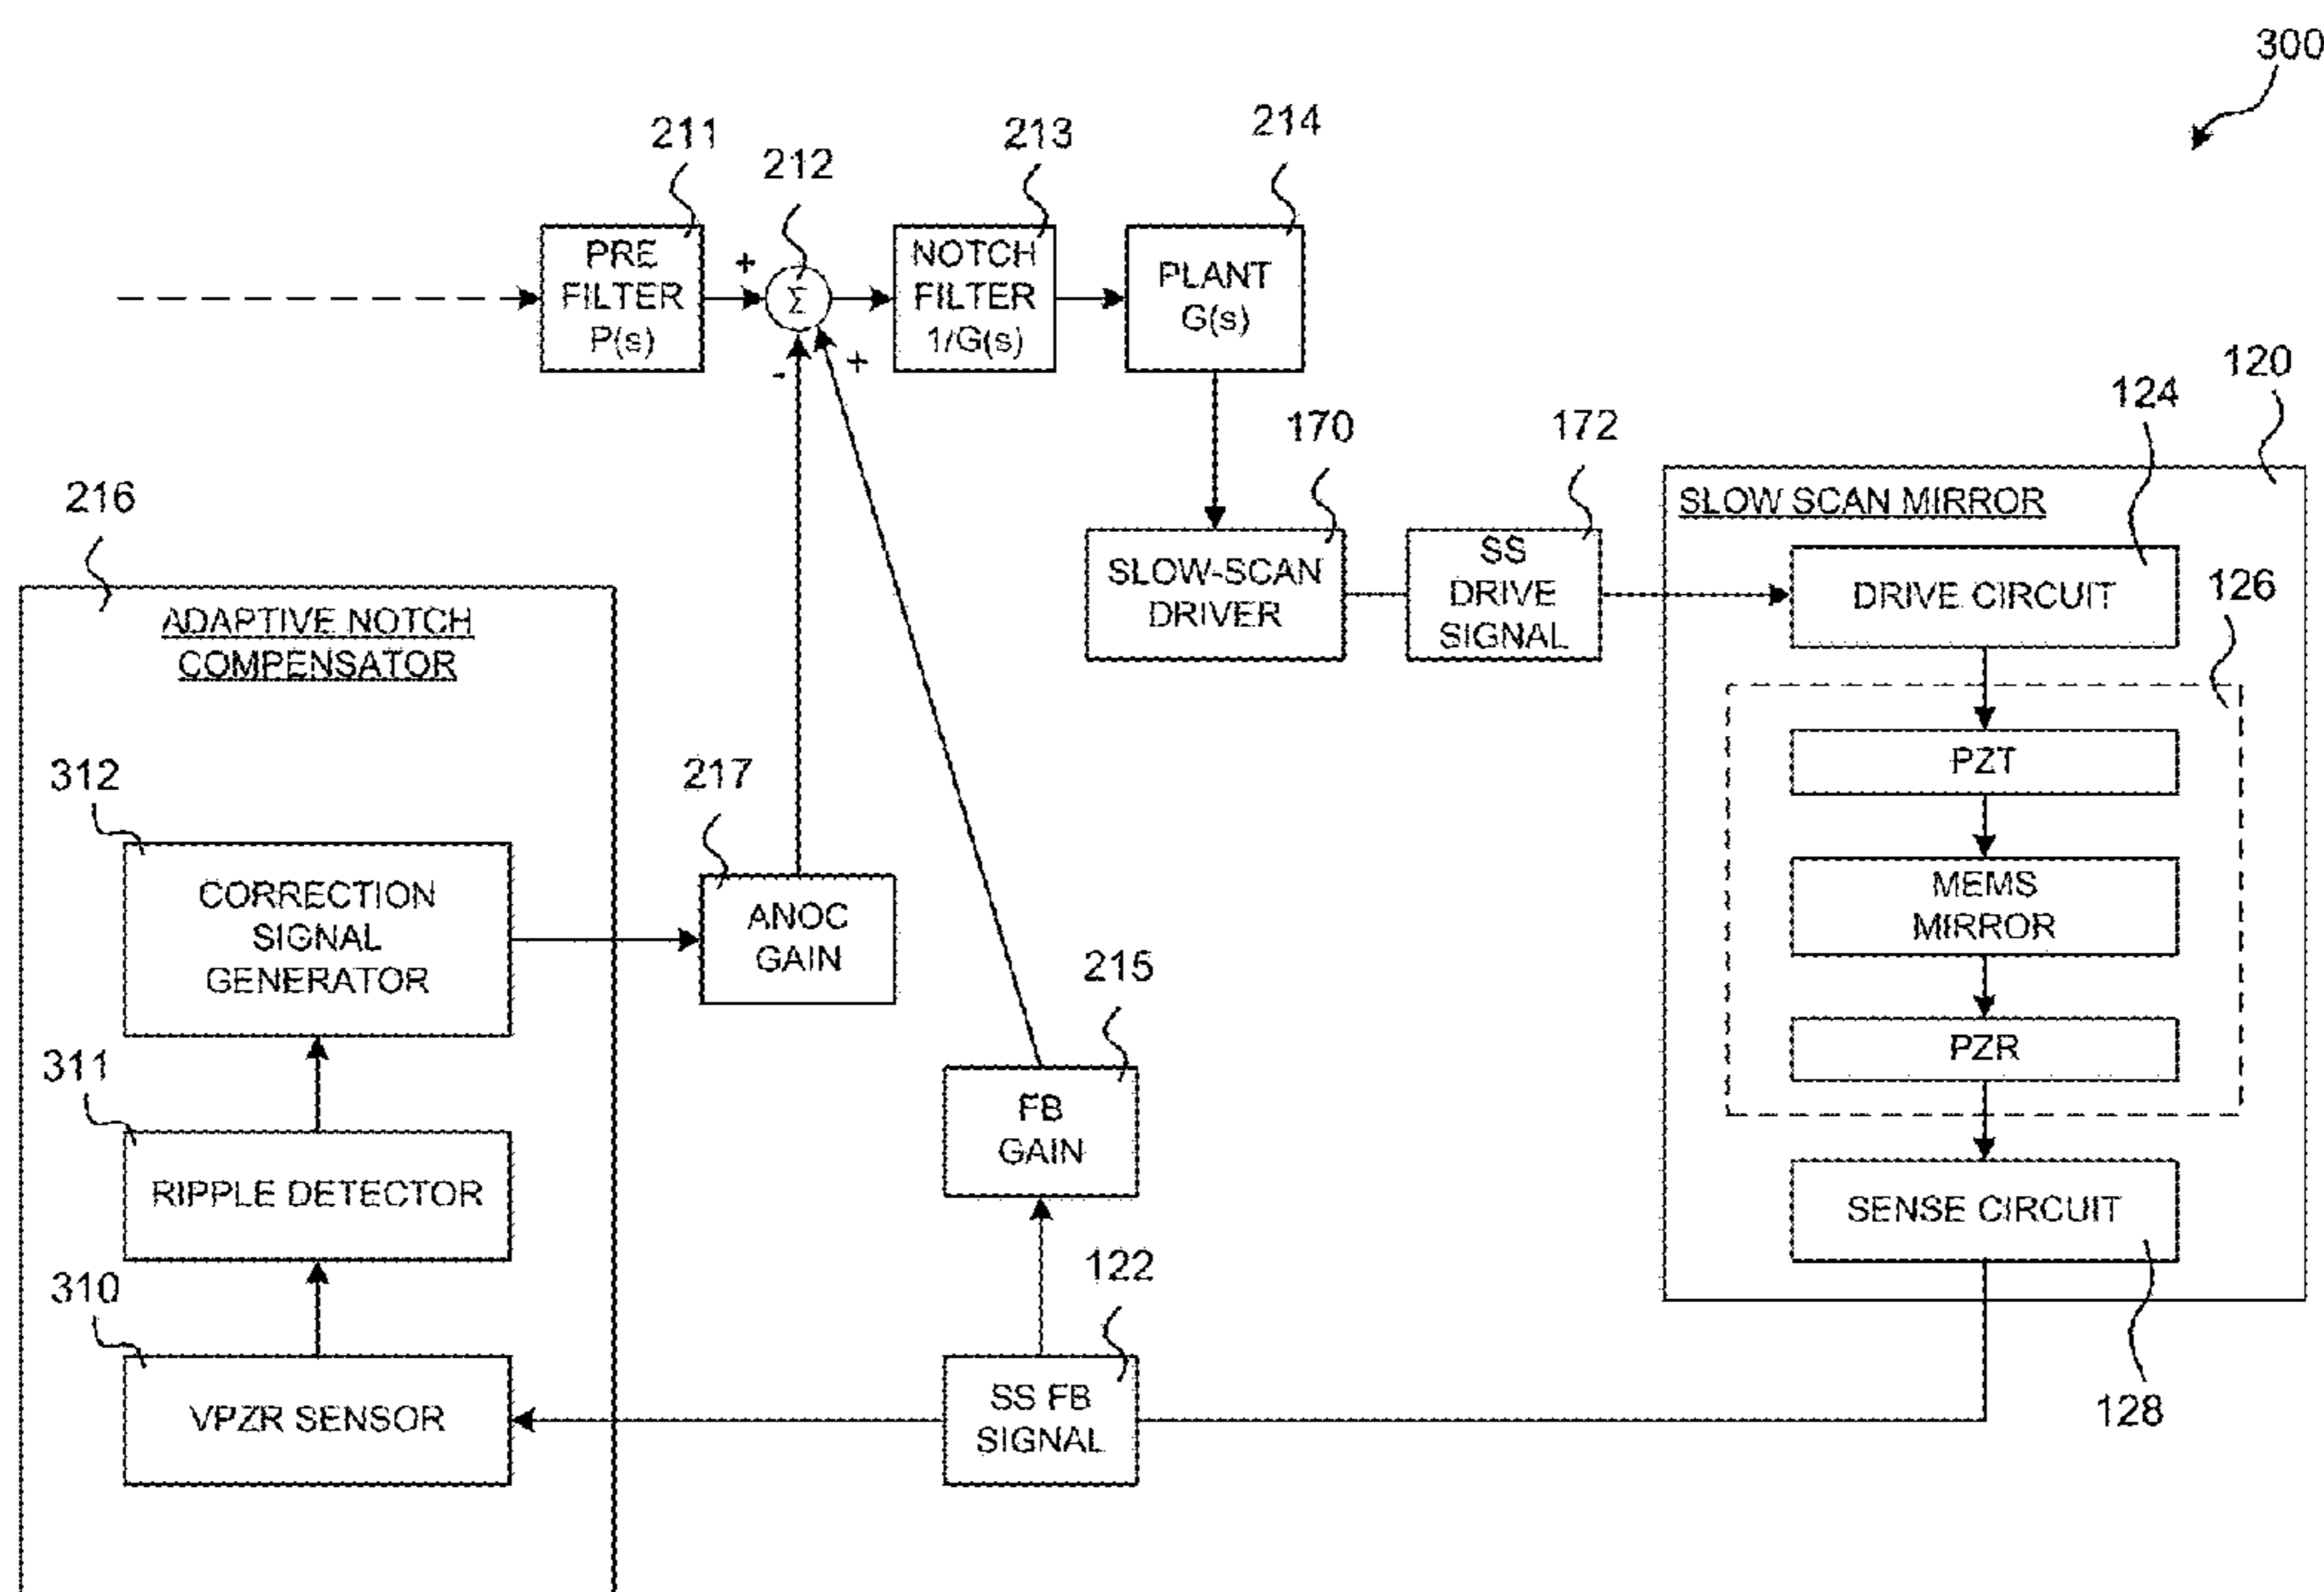 300
211
212
213
214
PRE
FILTER
P(s)
+
Σ
-
+
NOTCH
FILTER
1/G(s)
PLANT
G(s)
170
172
SLOW-SCAN
DRIVER
SS
DRIVE
SIGNAL
120
124
126
SLOW SCAN MIRROR
DRIVE CIRCUIT
PZT
MEMS
MIRROR
PZR
SENSE CIRCUIT
128
216
ADAPTIVE NOTCH
COMPENSATOR
312
CORRECTION
SIGNAL
GENERATOR
311
RIPPLE DETECTOR
310
VPZR SENSOR
217
ANOC
GAIN
215
FB
GAIN
122
SS FB
SIGNAL